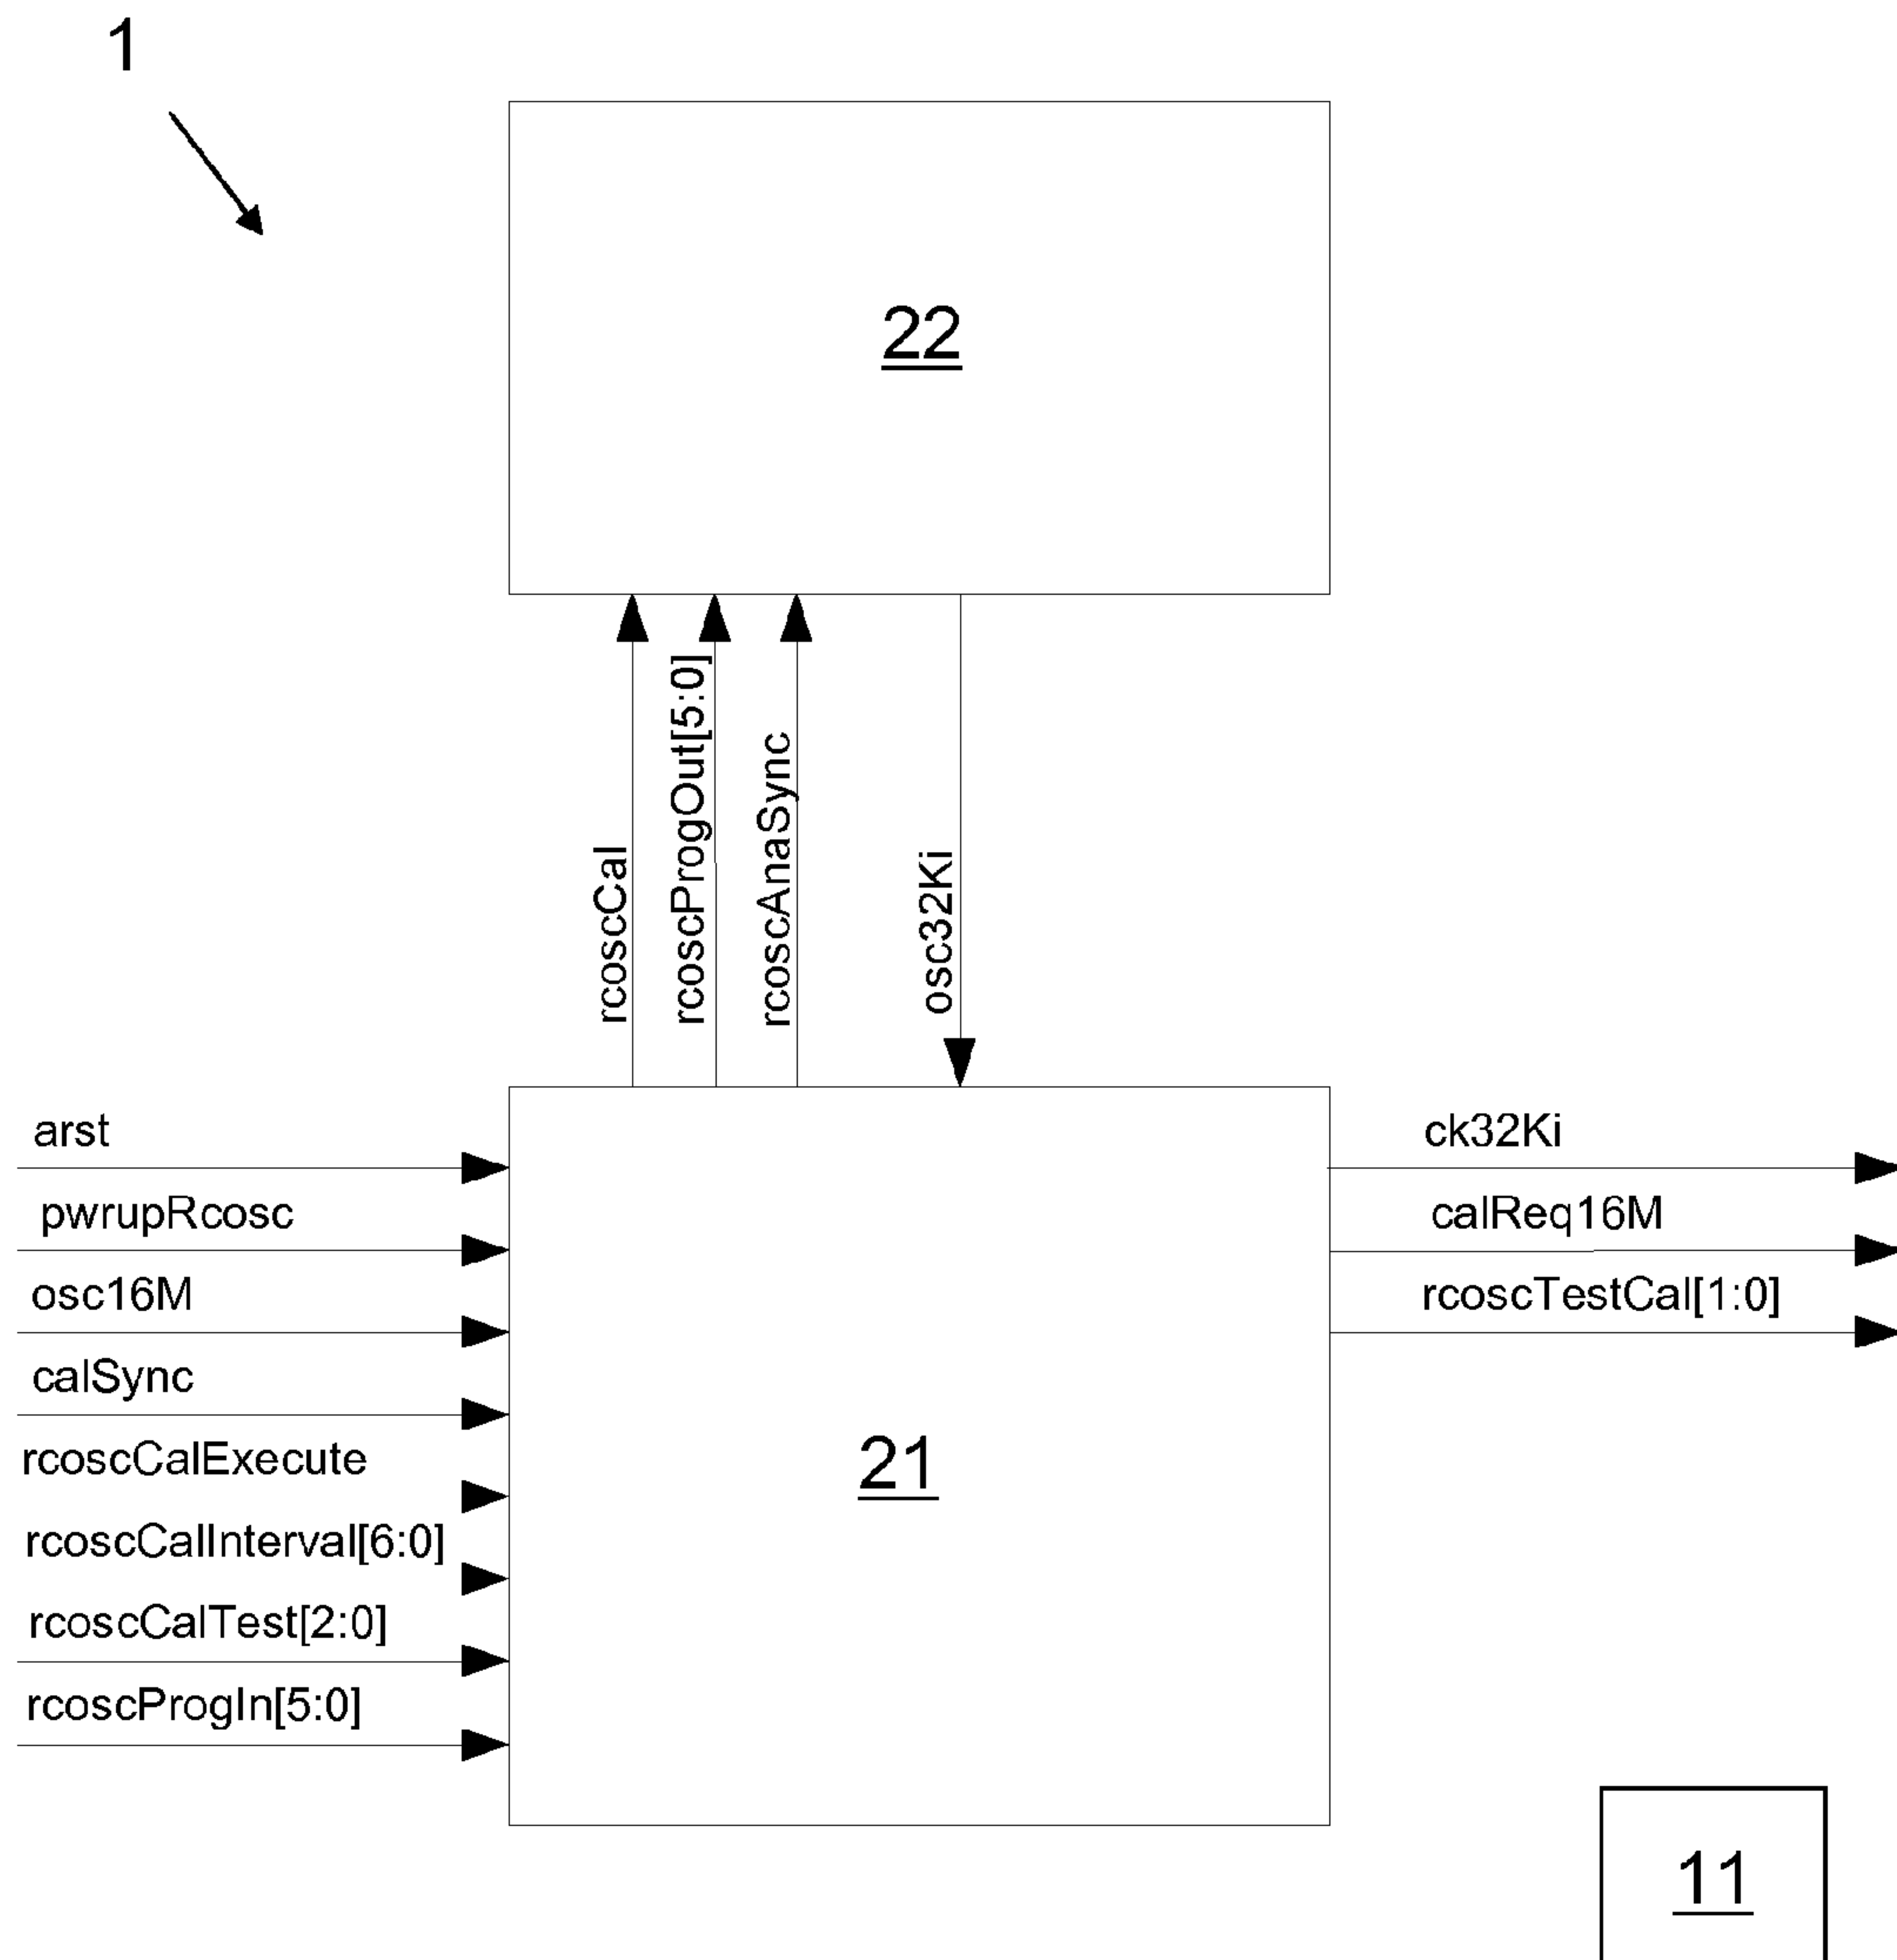 1
22
rcoscCal
rcoscProgOut[5:0]
rcoscAnaSync
osc32Ki
arst
pwrupRcosc
osc16M
calSync
rcoscCalExecute
rcoscCalInterval[6:0]
rcoscCalTest[2:0]
rcoscProgIn[5:0]
21
ck32Ki
calReq16M
rcoscTestCal[1:0]
11